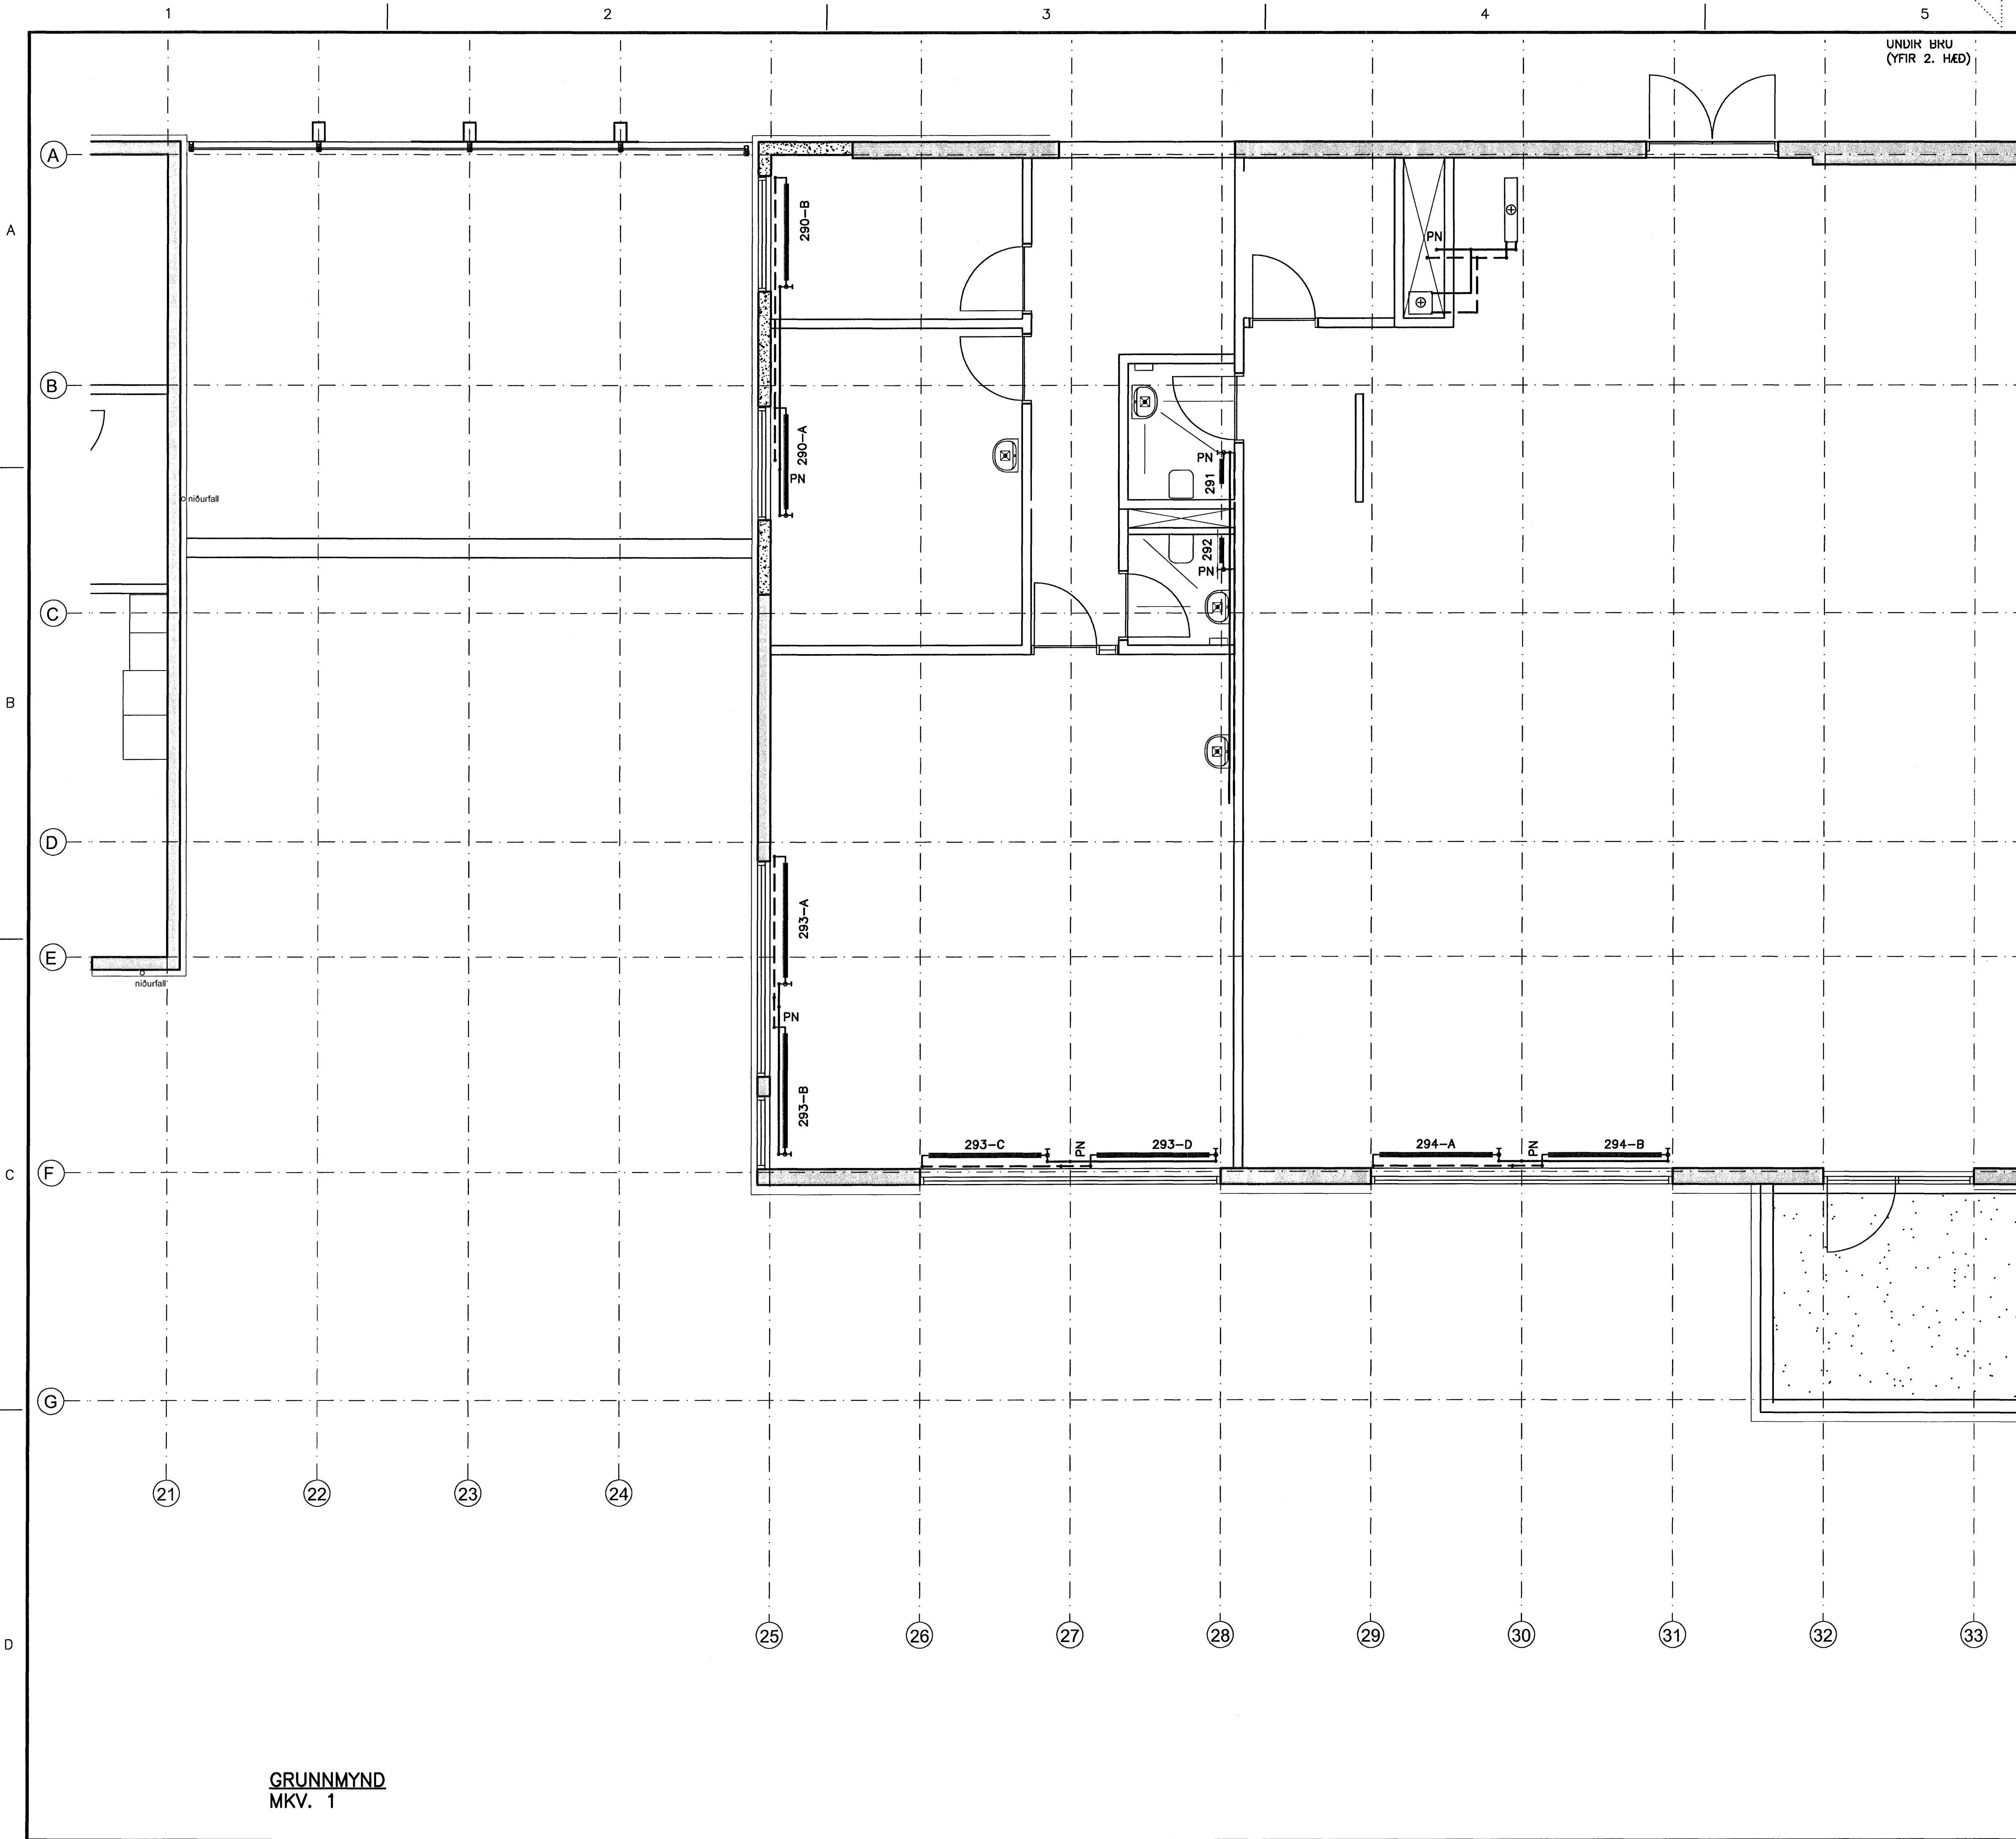 1
2
3
4
5
UNDIR BRU
(YFIR 2. HÆÐ)
A
A
290-B
PN
B
290-A
PN
PN
291
niðurfall
292
PN
C
B
D
293-A
E
niðurfall
PN
293-B
293-C
PN
293-D
294-A
PN
294-B
C
F
G
21
22
23
24
25
26
27
28
29
30
31
32
33
D
GRUNNMYND
MKV. 1